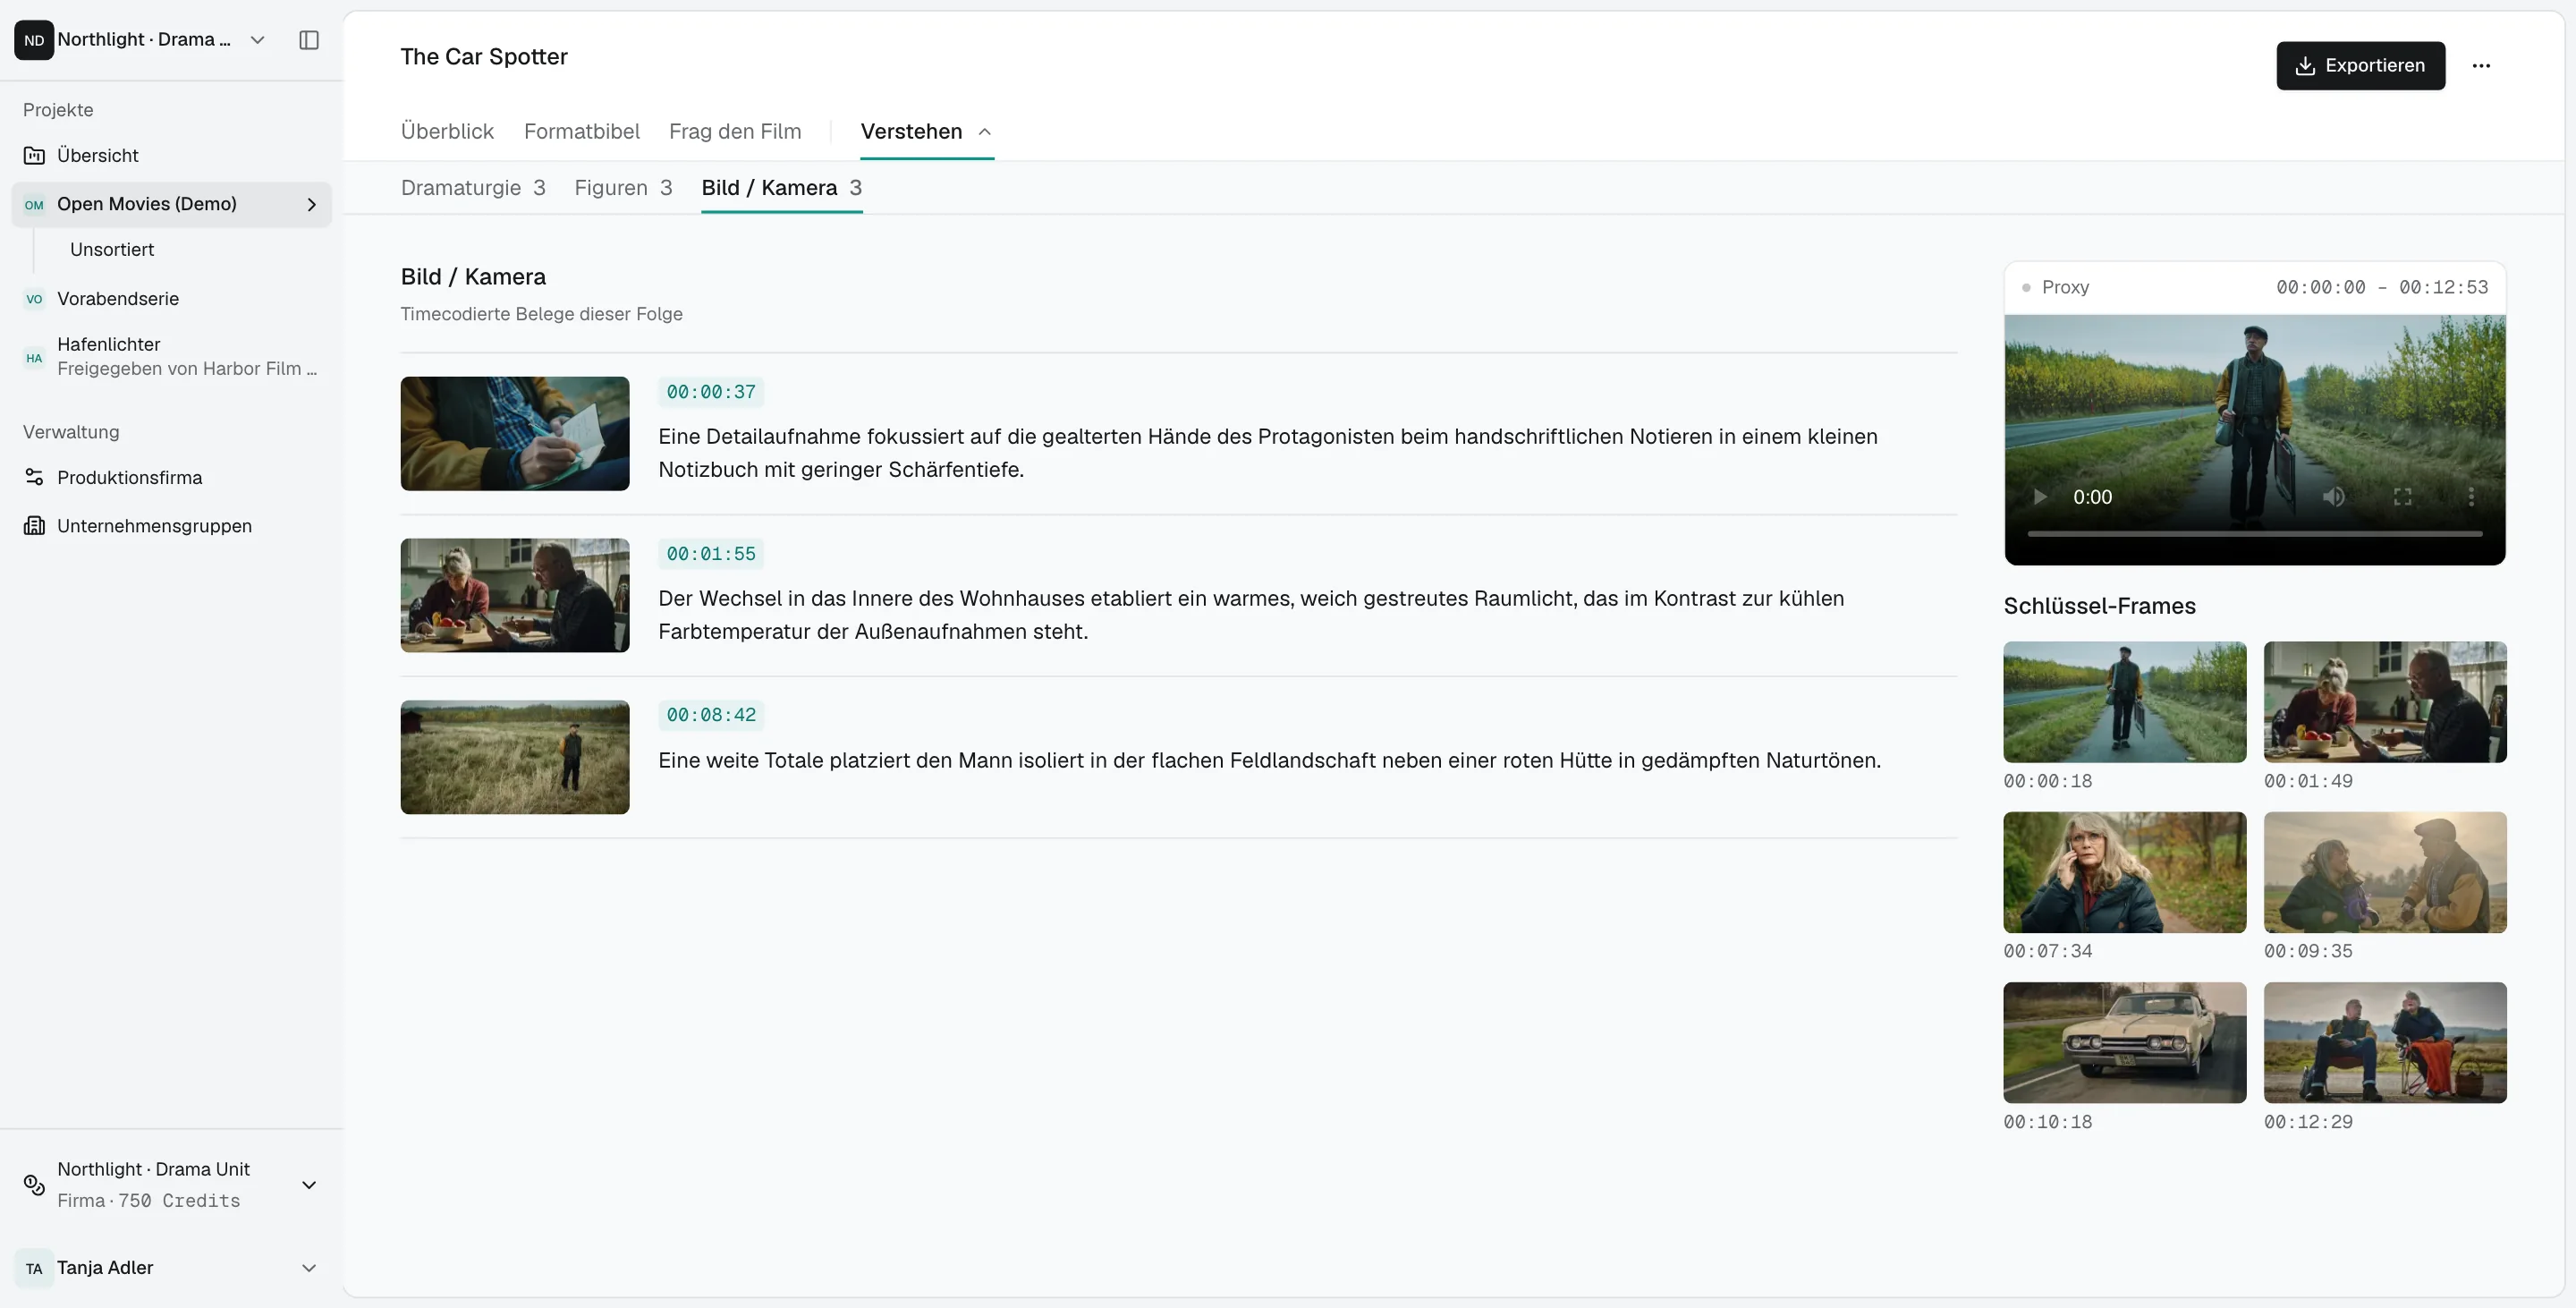 ND Northlight · Drama ...
Projekte
Übersicht
OM Open Movies (Demo)
Unsortiert
VO Vorabendserie
HA Hafenlichter
Freigegeben von Harbor Film ...
Verwaltung
Produktionsfirma
Unternehmensgruppen
Northlight · Drama Unit
Firma · 750 Credits
TA Tanja Adler
The Car Spotter
Exportieren
Überblick Formatbibel Frag den Film Verstehen
Dramaturgie 3 Figuren 3 Bild / Kamera 3
Bild / Kamera
Timecodierte Belege dieser Folge
00:00:37
Eine Detailaufnahme fokussiert auf die gealterten Hände des Protagonisten beim handschriftlichen Notieren in einem kleinen
Notizbuch mit geringer Schärfentiefe.
00:01:55
Der Wechsel in das Innere des Wohnhauses etabliert ein warmes, weich gestreutes Raumlicht, das im Kontrast zur kühlen
Farbtemperatur der Außenaufnahmen steht.
00:08:42
Eine weite Totale platziert den Mann isoliert in der flachen Feldlandschaft neben einer roten Hütte in gedämpften Naturtönen.
Proxy 00:00:00 – 00:12:53
0:00
Schlüssel-Frames
00:00:18 00:01:49
00:07:34 00:09:35
00:10:18 00:12:29